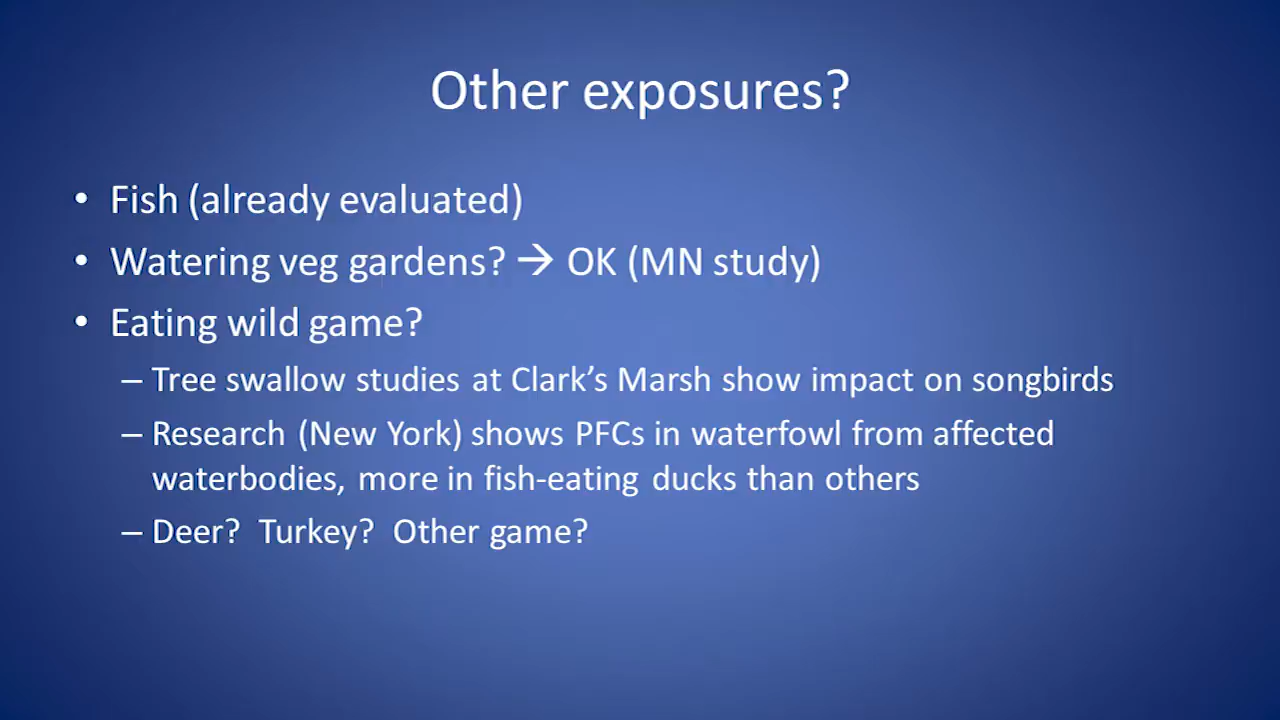 Other exposures?
• Fish (already evaluated)
• Watering veg gardens? → OK (MN study)
• Eating wild game?
– Tree swallow studies at Clark’s Marsh show impact on songbirds
– Research (New York) shows PFCs in waterfowl from affected
waterbodies, more in fish-eating ducks than others
– Deer? Turkey? Other game?